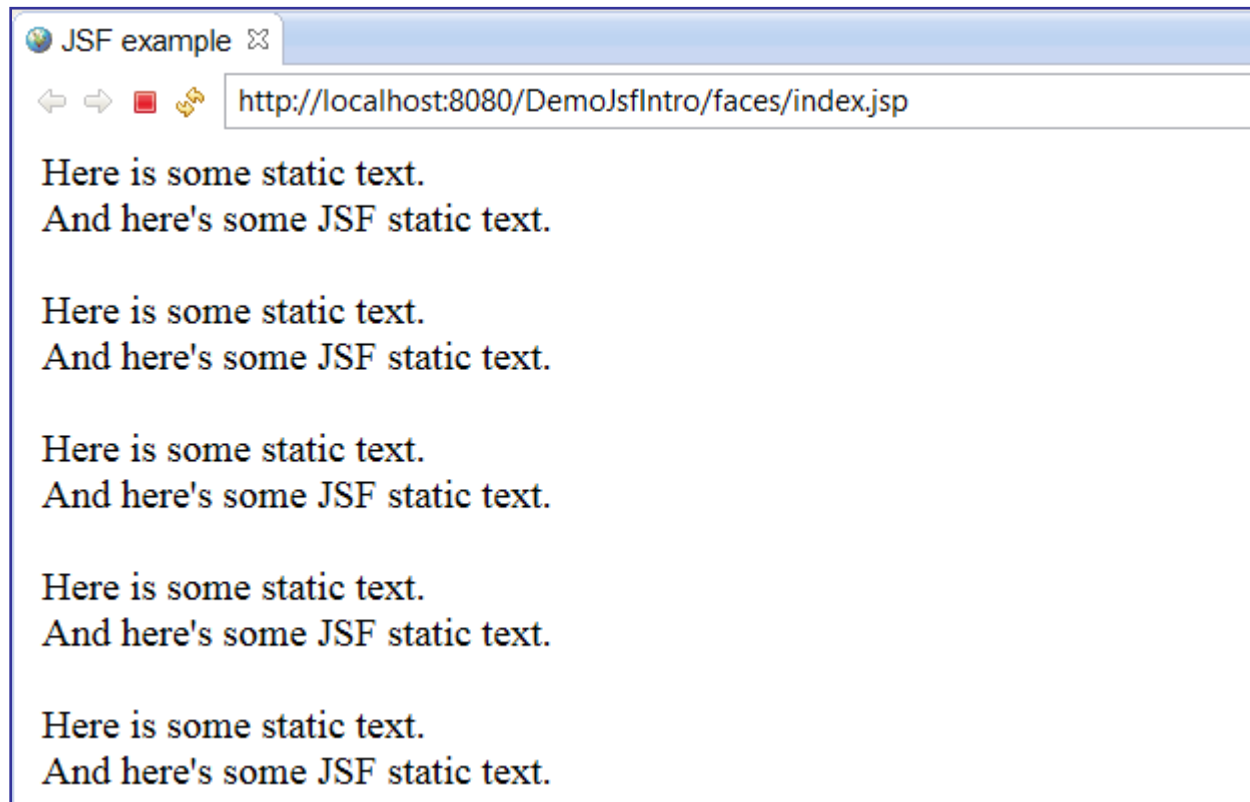 JSF example
http://localhost:8080/DemoJsfIntro/faces/index.jsp
Here is some static text.
And here's some JSF static text.
Here is some static text.
And here's some JSF static text.
Here is some static text.
And here's some JSF static text.
Here is some static text.
And here's some JSF static text.
Here is some static text.
And here's some JSF static text.